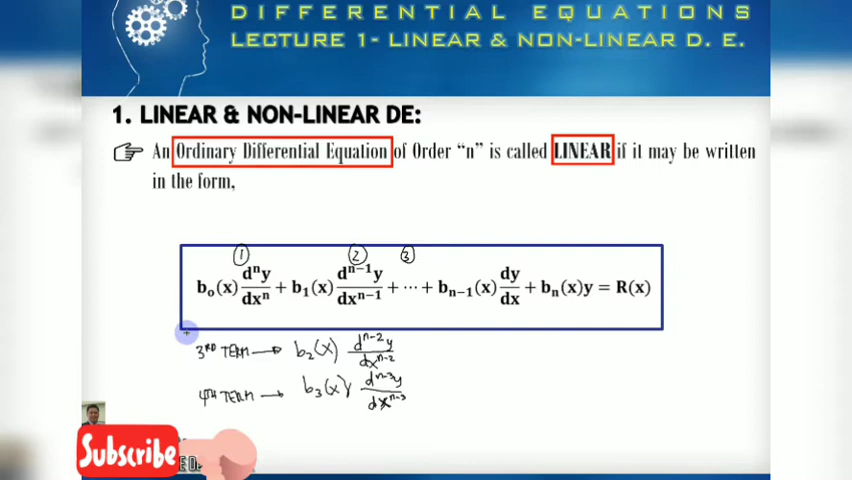 DIFFERENTIAL EQUATIONS
LECTURE 1- LINEAR & NON-LINEAR D. E.
1. LINEAR & NON-LINEAR DE:
An Ordinary Differential Equation of Order “n” is called LINEAR if it may be written
in the form,
① ② ③
bₒ(x) dⁿy/dxⁿ + b₁(x) dⁿ⁻¹y/dxⁿ⁻¹ + ⋯ + bₙ₋₁(x) dy/dx + bₙ(x)y = R(x)
3RD TERM → b₂(x) dⁿ⁻²y/dxⁿ⁻²
4TH TERM → b₃(x) dⁿ⁻³y/dxⁿ⁻³
Subscribe